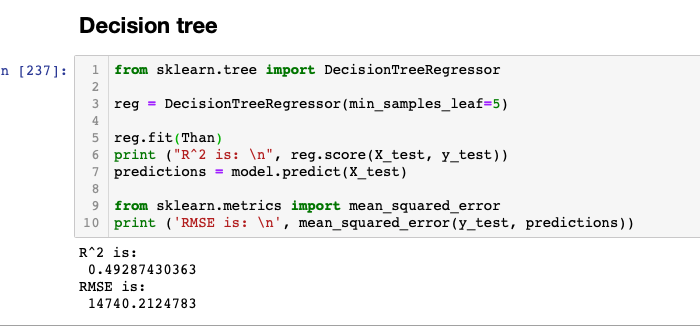 Decision tree
n [237]:
1 from sklearn.tree import DecisionTreeRegressor
2
3 reg = DecisionTreeRegressor(min_samples_leaf=5)
4
5 reg.fit(Than)
6 print ("R^2 is: \n", reg.score(X_test, y_test))
7 predictions = model.predict(X_test)
8
9 from sklearn.metrics import mean_squared_error
10 print ('RMSE is: \n', mean_squared_error(y_test, predictions))
R^2 is:
0.49287430363
RMSE is:
14740.2124783